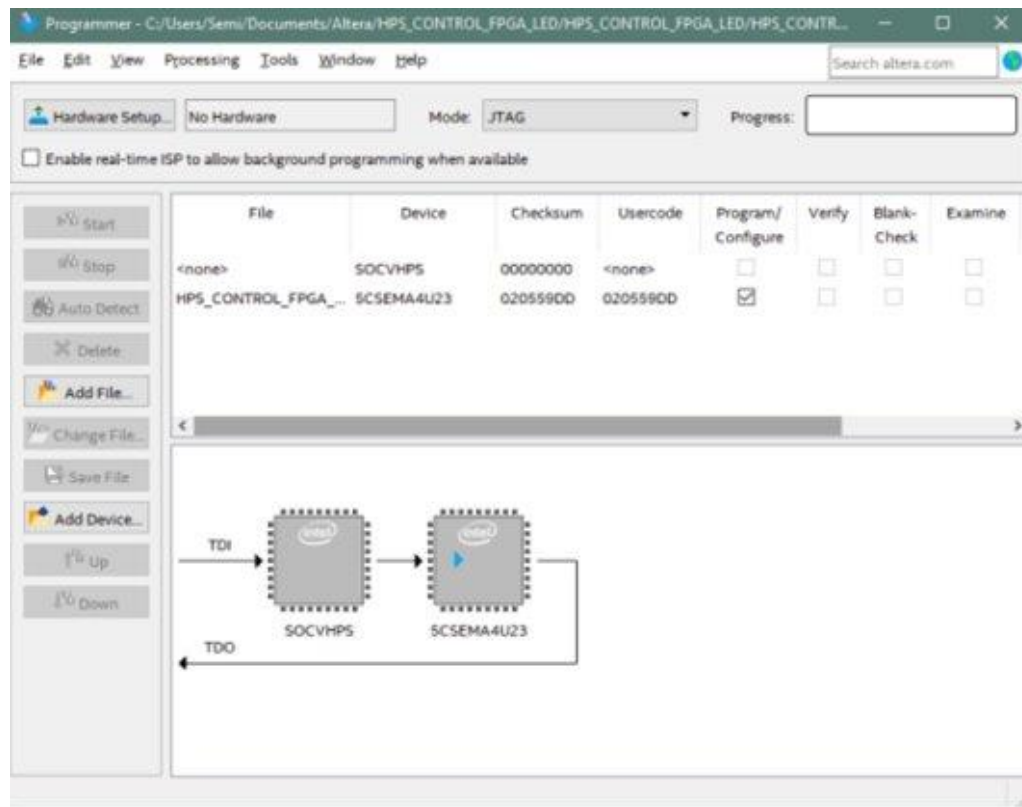 Programmer - C:/Users/Semi/Documents/Altera/HPS_CONTROL_FPGA_LED/HPS_CONTROL_FPGA_LED/HPS_CONTR...
File Edit View Processing Tools Window Help
Search altera.com
Hardware Setup... No Hardware Mode: JTAG Progress:
Enable real-time ISP to allow background programming when available
File Device Checksum Usercode Program/ Verify Blank- Examine
Configure Check
<none> SOCVHPS 00000000 <none>
HPS_CONTROL_FPGA_... 5CSEMA4U23 020559DD 020559DD
Start
Stop
Auto Detect
Delete
Add File...
Change File...
Save File
Add Device...
Up
Down
TDI
intel intel
SOCVHPS 5CSEMA4U23
TDO